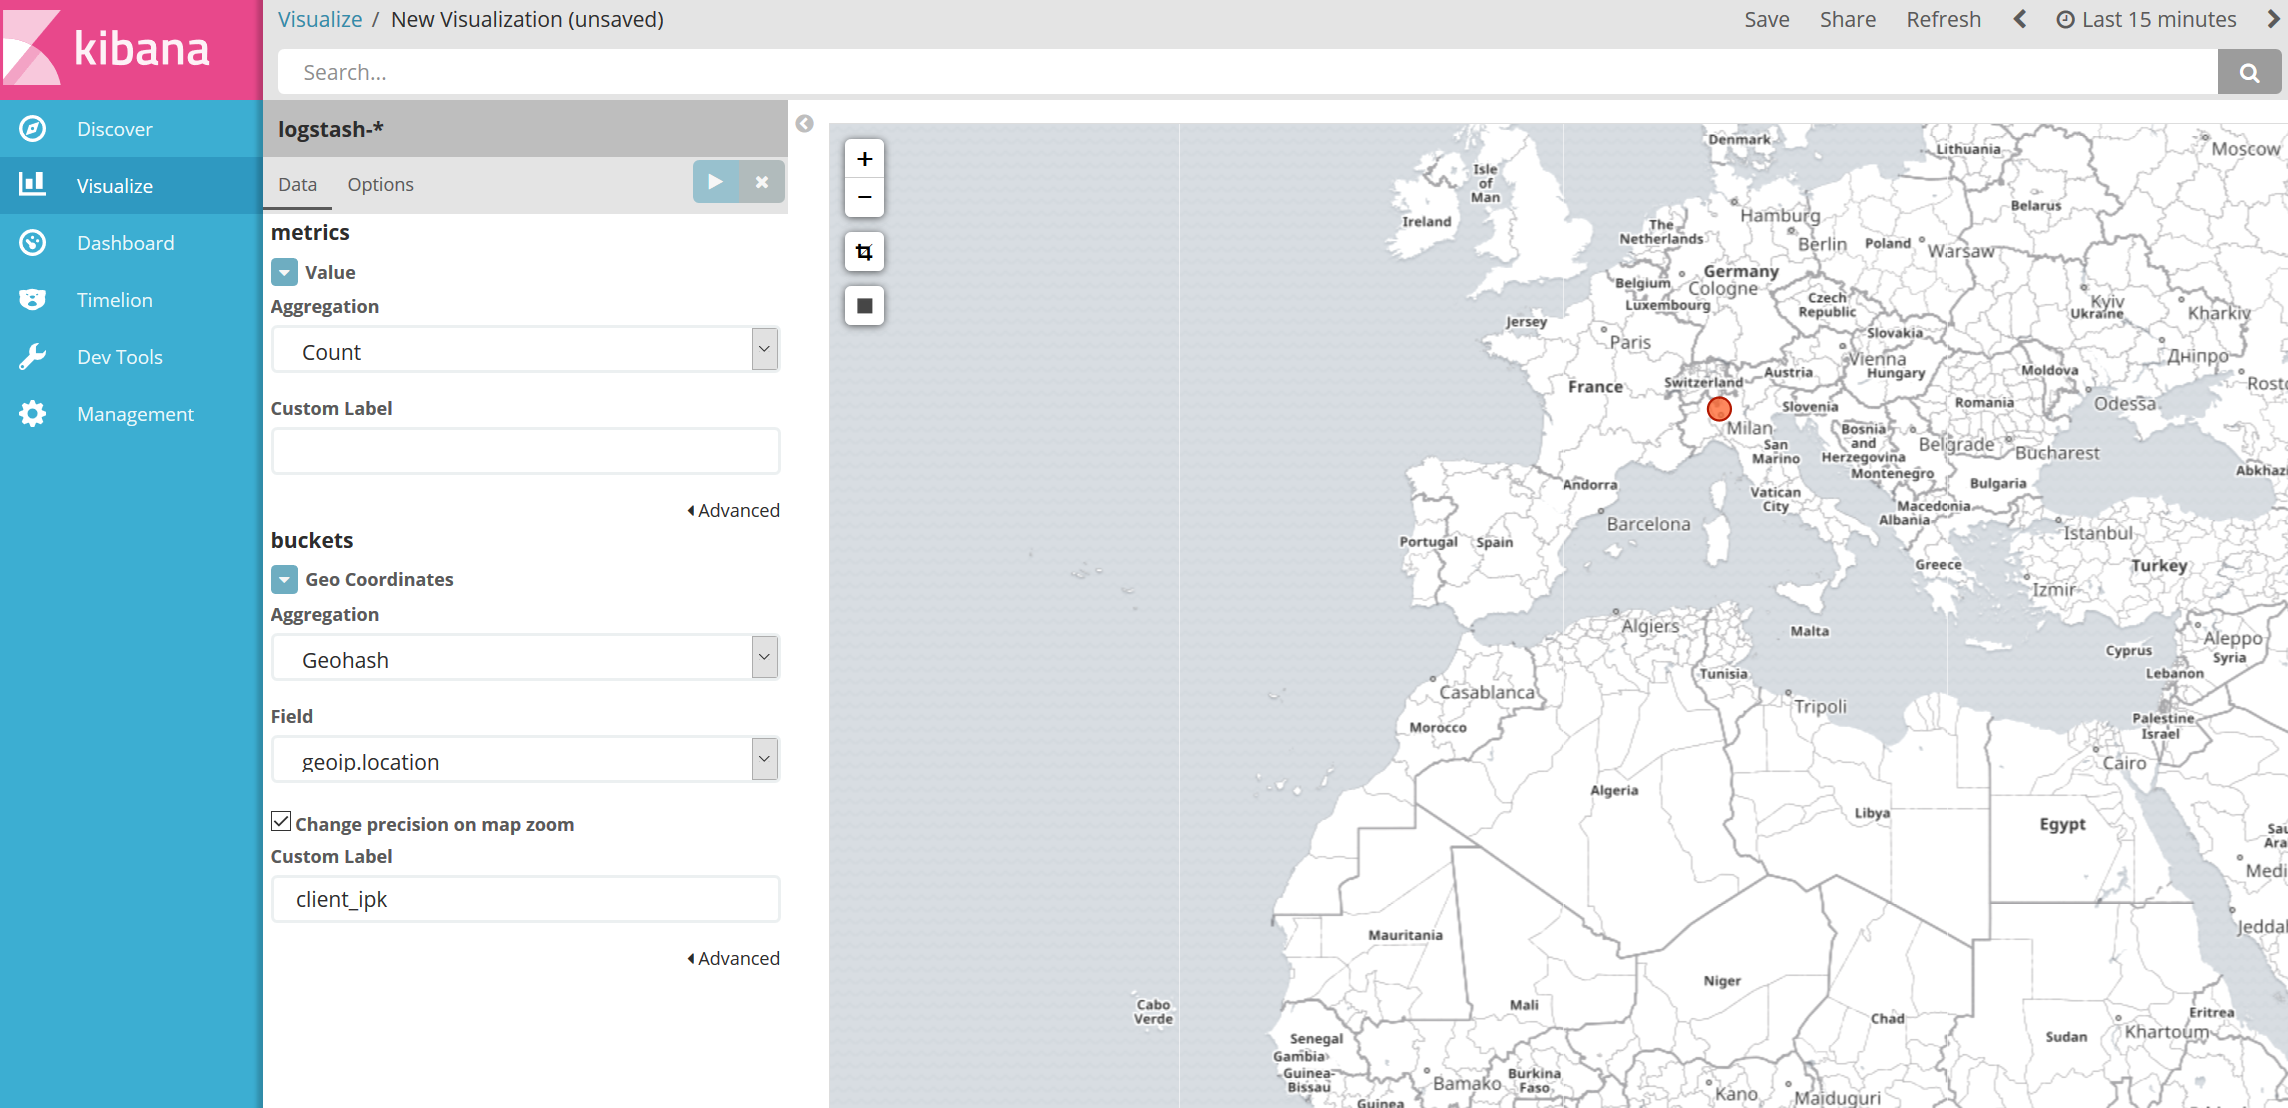 kibana
Visualize / New Visualization (unsaved)
Save Share Refresh Last 15 minutes
Search...
Discover
Visualize
Dashboard
Timelion
Dev Tools
Management
logstash-*
Data Options
metrics
Value
Aggregation
Count
Custom Label
Advanced
buckets
Geo Coordinates
Aggregation
Geohash
Field
geoip.location
Change precision on map zoom
Custom Label
client_ipk
Advanced
+
−
Denmark
Lithuania
Moscow
Isle
of
Man
Ireland
Belarus
Hamburg
The
Netherlands
Berlin
Poland
Warsaw
Germany
Belgium
Cologne
Luxembourg
Czech
Republic
Kyiv
Ukraine
Kharkiv
Jersey
Paris
Slovakia
Vienna
Дніпро
Hungary
Moldova
France
Switzerland
Austria
Rosto
Slovenia
Romania
Odessa
Milan
Bosnia
and
Herzegovina
San
Marino
Belgrade
Bucharest
Montenegro
Abkhazi
Andorra
Vatican
City
Bulgaria
Macedonia
Albania
Barcelona
Istanbul
Portugal
Spain
Greece
Turkey
Izmir
Algiers
Malta
Aleppo
Cyprus
Syria
Tunisia
Lebanon
Casablanca
Tripoli
Morocco
Palestine
Israel
Cairo
Algeria
Libya
Egypt
Sau
Ara
Medi
Mauritania
Jeddal
Niger
Cabo
Verde
Mali
Chad
Eritrea
Senegal
Sudan
Khartoum
Gambia
Guinea-
Bissau
Bamako
Burkina
Faso
Kano
Maiduguri
Guinea